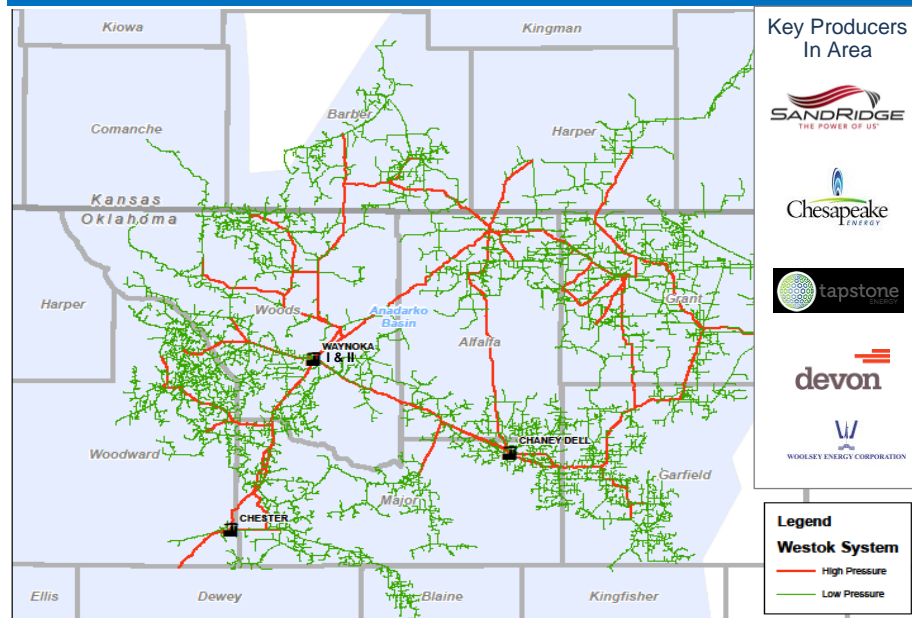 Kiowa
Kingman
Key Producers
In Area
SANDRIDGE
THE POWER OF US
Comanche
Barber
Harper
Chesapeake
ENERGY
Kansas
Oklahoma
tapstone
ENERGY
Harper
Woods
Anadarko
Basin
Grant
Alfalfa
WAYNOKA
I & II
devon
WOOLSEY ENERGY CORPORATION
Woodward
CHANEY DELL
Garfield
Major
CHESTER
Legend
Westok System
High Pressure
Low Pressure
Ellis
Dewey
Blaine
Kingfisher